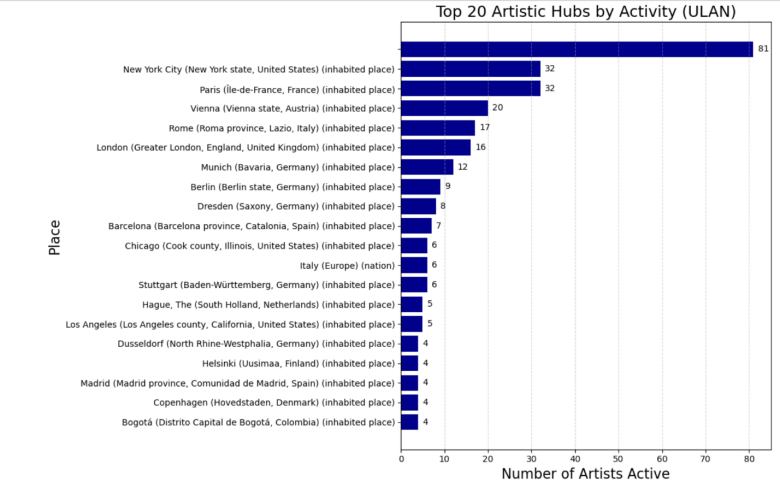 Top 20 Artistic Hubs by Activity (ULAN)
81
New York City (New York state, United States) (inhabited place) 32
Paris (Île-de-France, France) (inhabited place) 32
Vienna (Vienna state, Austria) (inhabited place) 20
Rome (Roma province, Lazio, Italy) (inhabited place) 17
London (Greater London, England, United Kingdom) (inhabited place) 16
Munich (Bavaria, Germany) (inhabited place) 12
Berlin (Berlin state, Germany) (inhabited place) 9
Dresden (Saxony, Germany) (inhabited place) 8
Barcelona (Barcelona province, Catalonia, Spain) (inhabited place) 7
Chicago (Cook county, Illinois, United States) (inhabited place) 6
Italy (Europe) (nation) 6
Stuttgart (Baden-Württemberg, Germany) (inhabited place) 6
Hague, The (South Holland, Netherlands) (inhabited place) 5
Los Angeles (Los Angeles county, California, United States) (inhabited place) 5
Dusseldorf (North Rhine-Westphalia, Germany) (inhabited place) 4
Helsinki (Uusimaa, Finland) (inhabited place) 4
Madrid (Madrid province, Comunidad de Madrid, Spain) (inhabited place) 4
Copenhagen (Hovedstaden, Denmark) (inhabited place) 4
Bogotá (Distrito Capital de Bogotá, Colombia) (inhabited place) 4
Place
0 10 20 30 40 50 60 70 80
Number of Artists Active